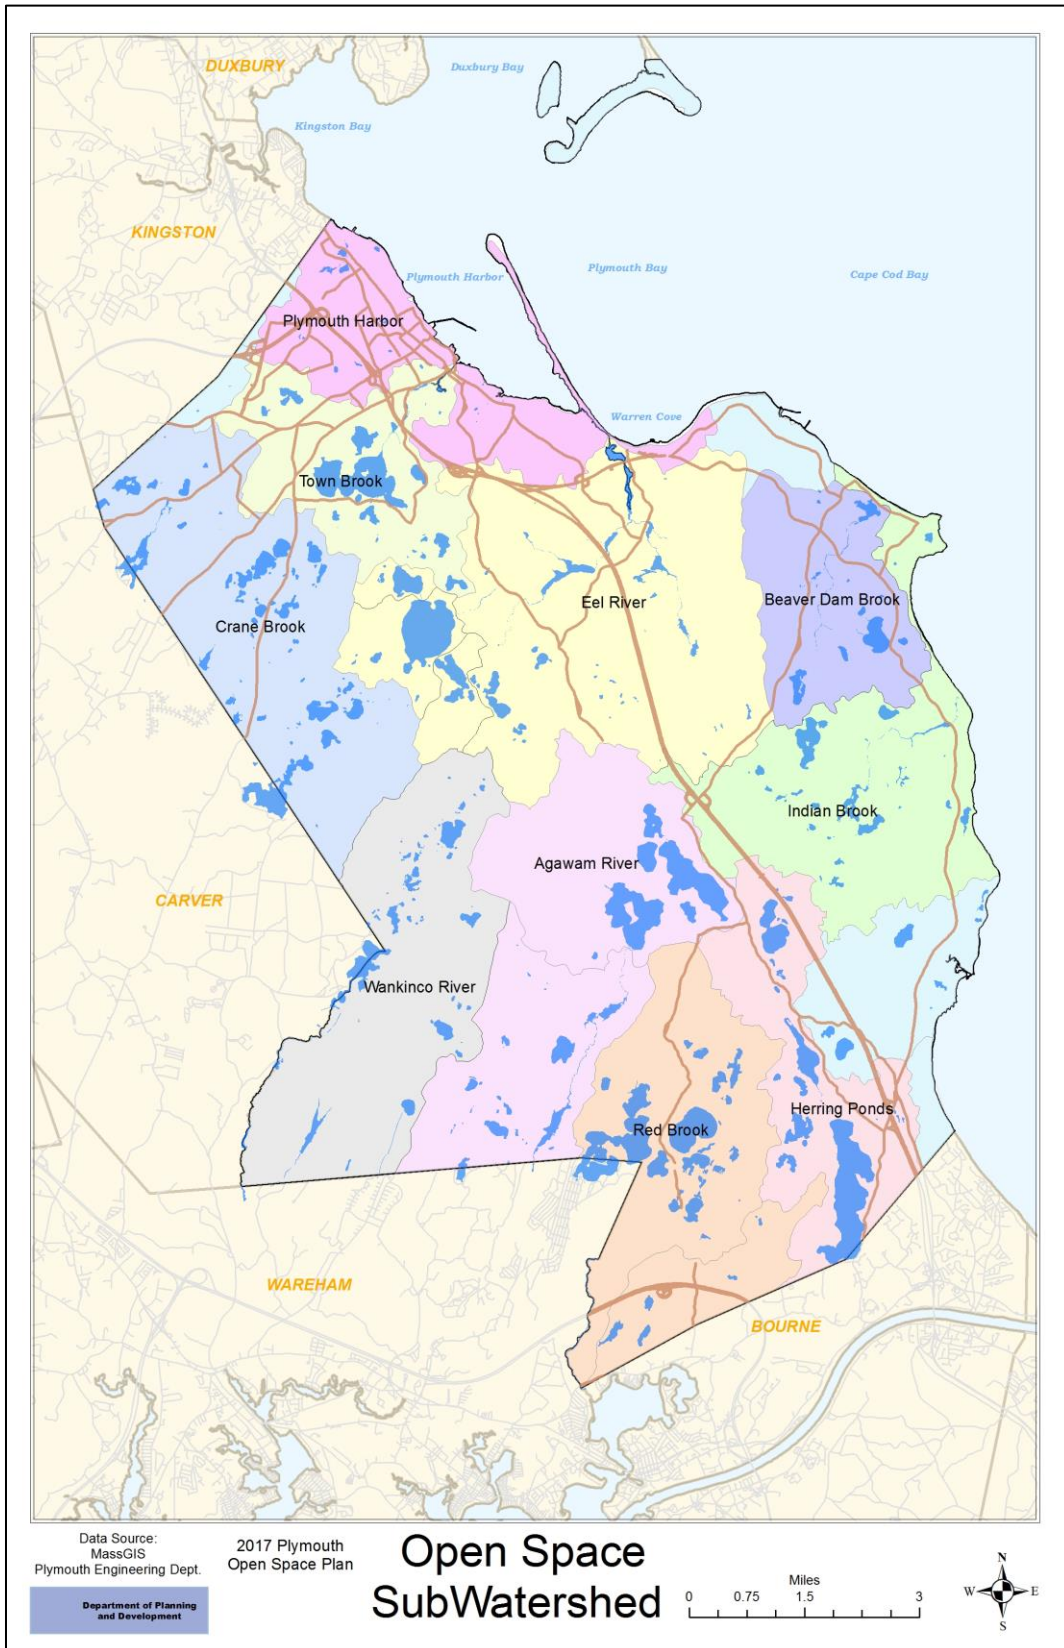 DUXBURY
Duxbury Bay
Kingston Bay
KINGSTON
Plymouth Harbor
Plymouth Bay
Cape Cod Bay
Plymouth Harbor
Warren Cove
Town Brook
Eel River
Beaver Dam Brook
Crane Brook
Indian Brook
Agawam River
CARVER
Wankinco River
Herring Ponds
Red Brook
WAREHAM
BOURNE
Data Source:
MassGIS
Plymouth Engineering Dept.
Department of Planning
and Development
2017 Plymouth
Open Space Plan
Open Space
SubWatershed
Miles
0 0.75 1.5 3
N
W E
S